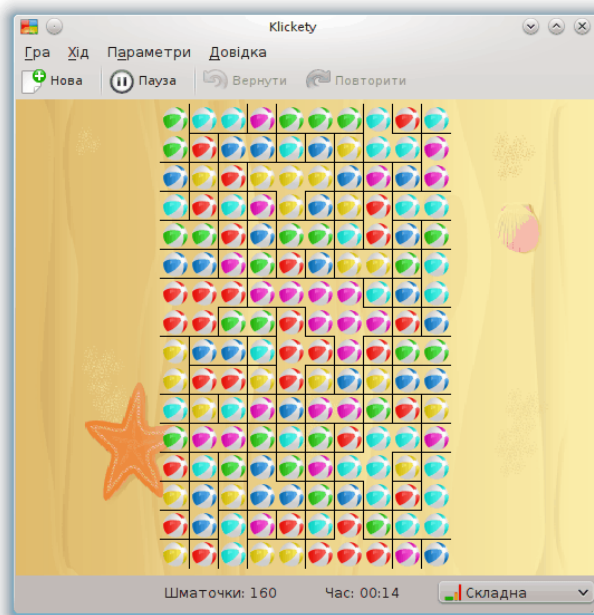 Klickety
Гра Хід Параметри Довідка
Нова Пауза Вернути Повторити
Шматочки: 160 Час: 00:14 Складна